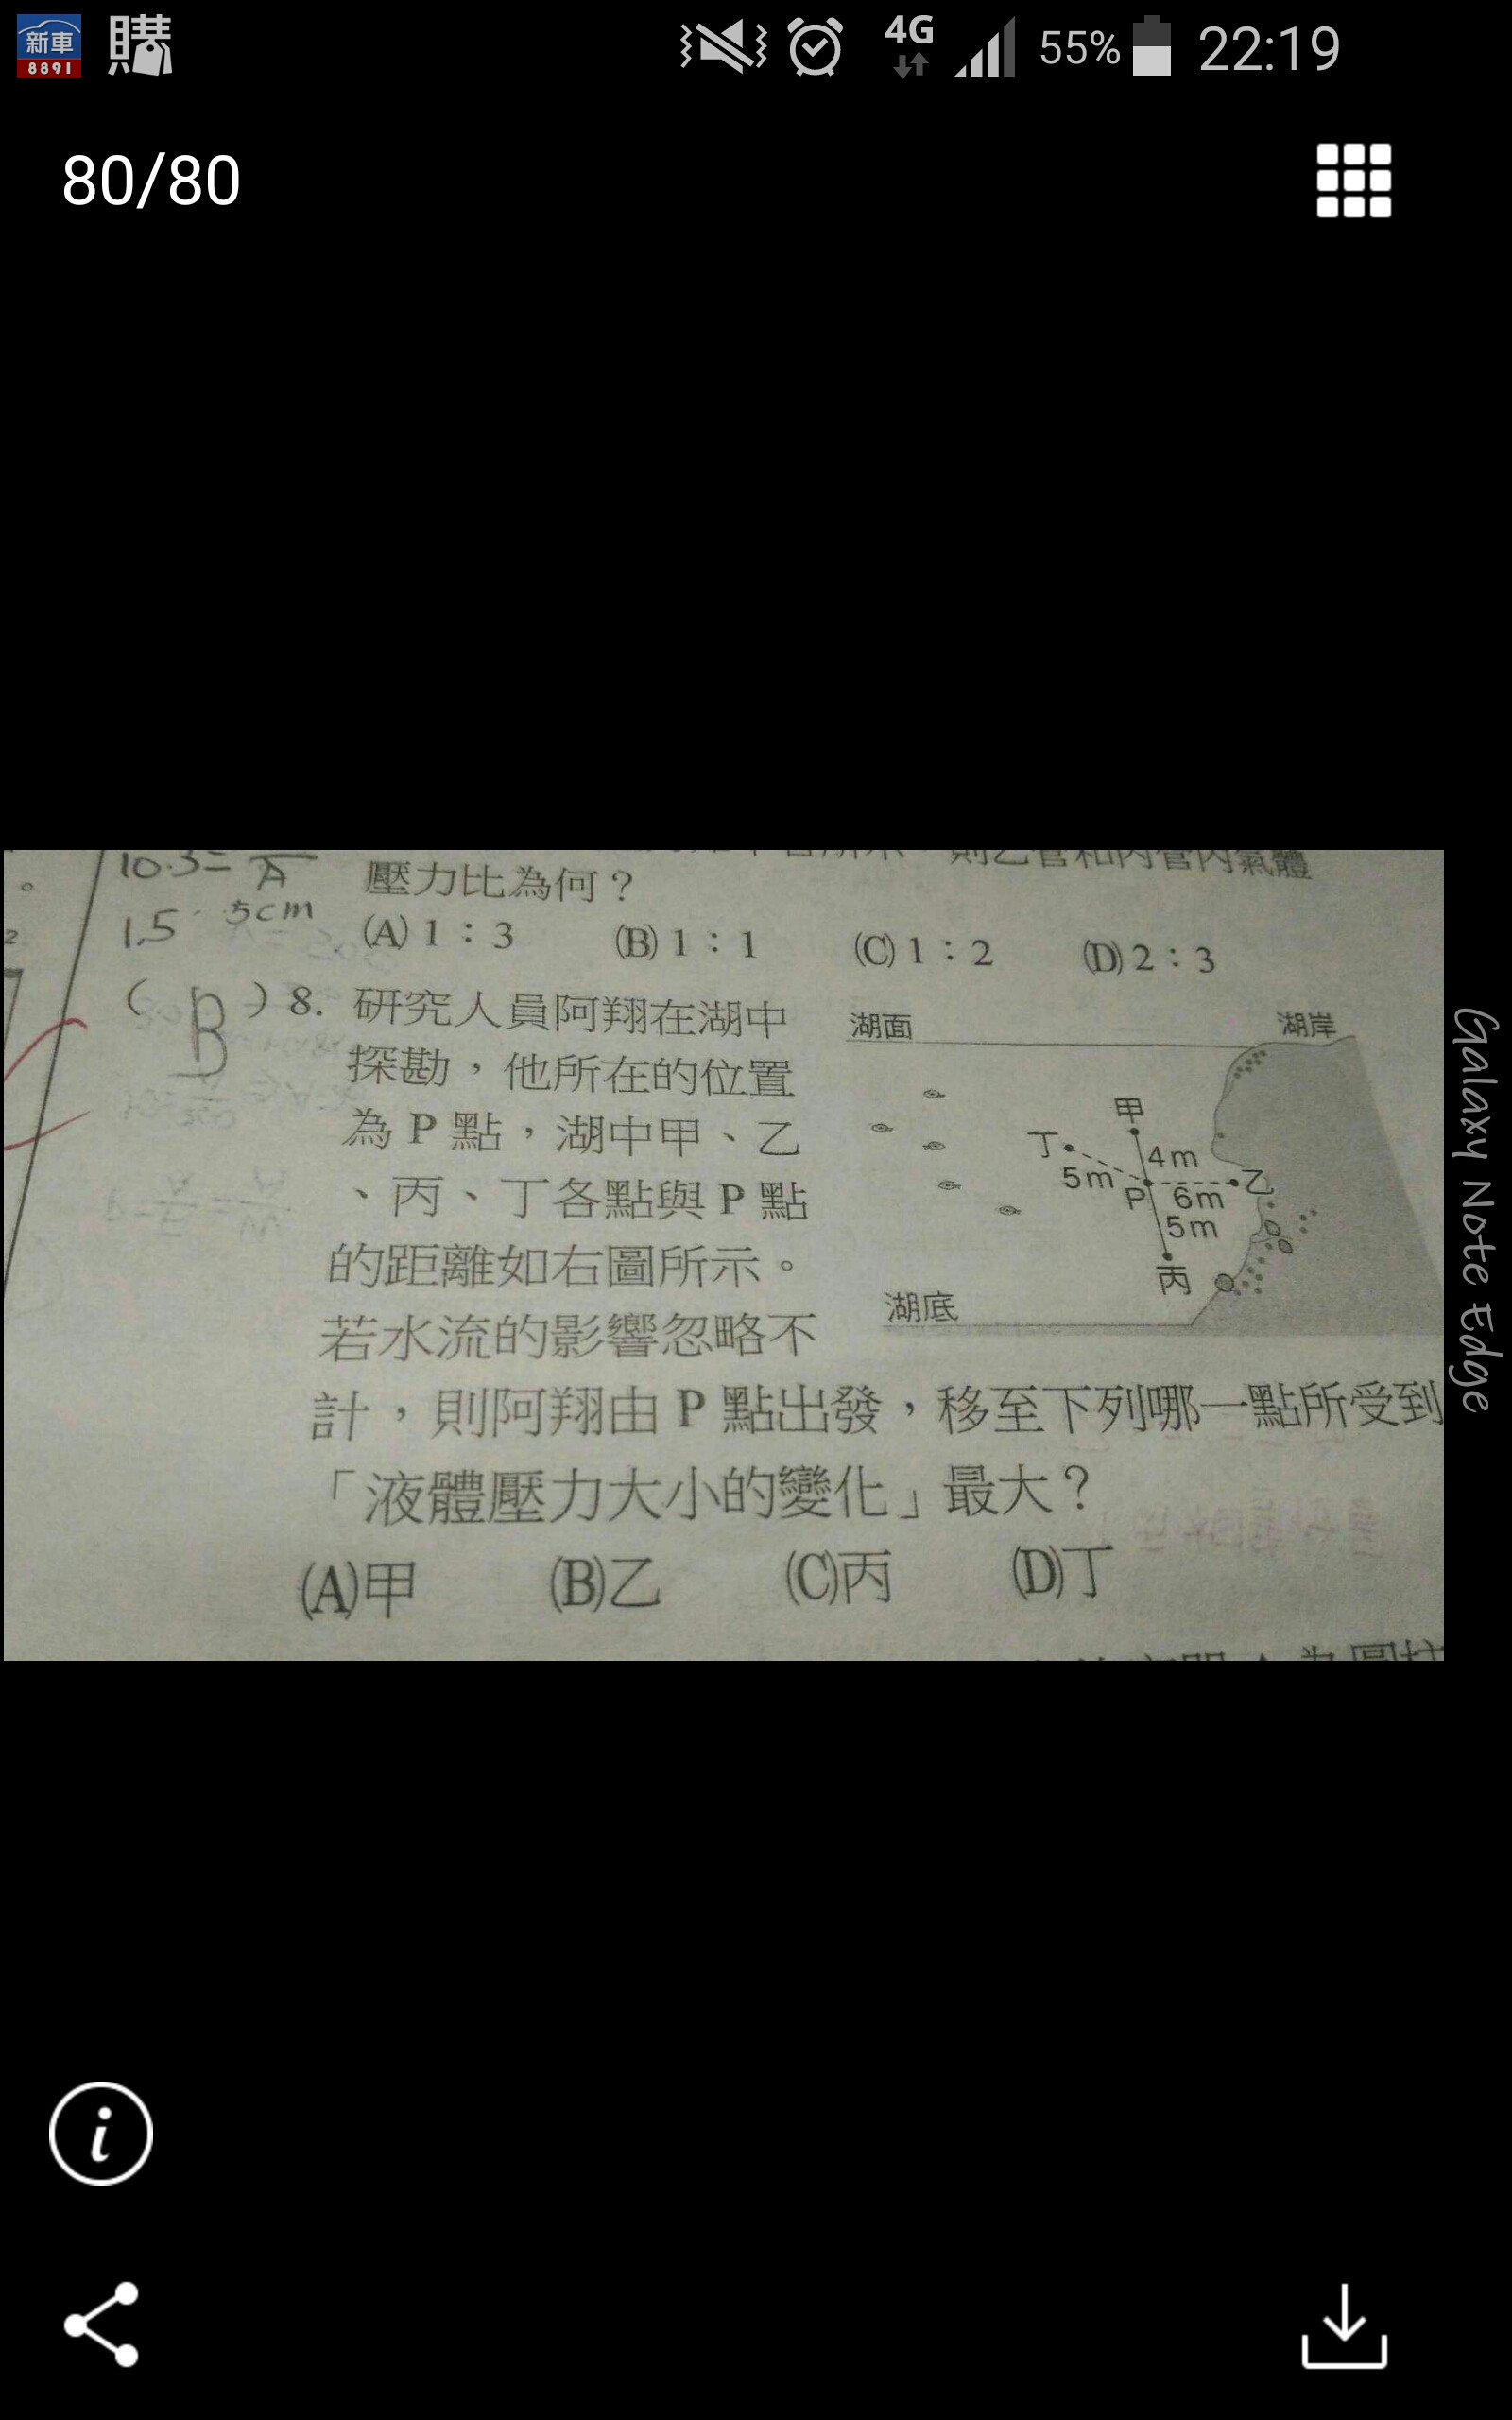 新車
8891
購
4G
55%
22:19
80/80
10.3=
A
1.5
5cm
壓力比為何？
(A) 1：3 (B) 1：1 (C) 1：2 (D) 2：3
( B ) 8. 研究人員阿翔在湖中
探勘，他所在的位置
為 P 點，湖中甲、乙
、丙、丁各點與 P 點
的距離如右圖所示。
若水流的影響忽略不
計，則阿翔由 P 點出發，移至下列哪一點所受到
「液體壓力大小的變化」最大？
(A)甲 (B)乙 (C)丙 (D)丁
湖面
湖岸
甲
丁
4m
5m
P
6m
乙
5m
丙
湖底
Galaxy Note Edge